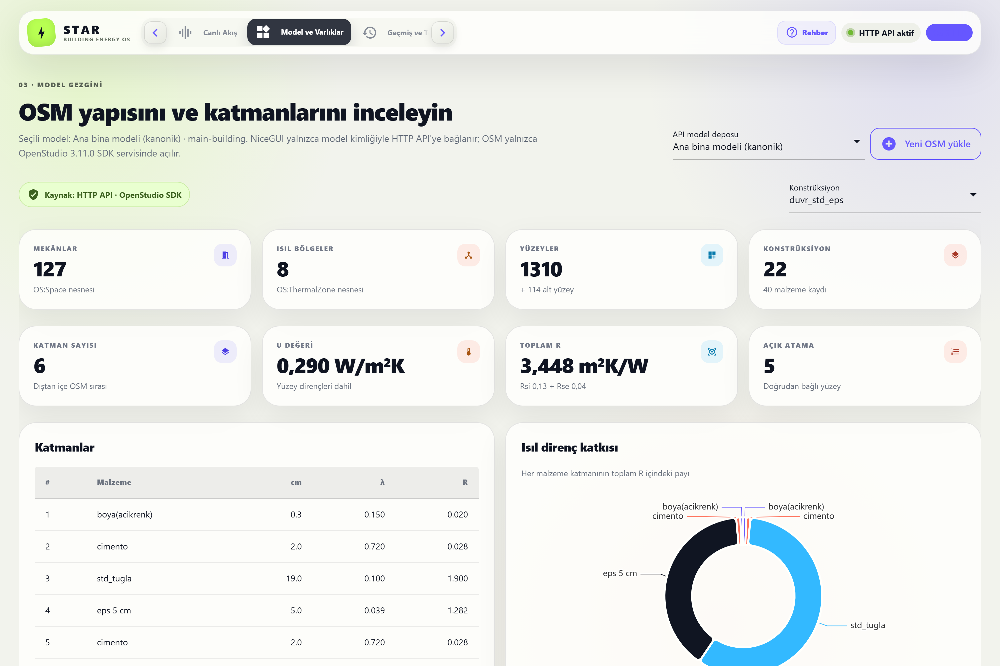 STAR
BUILDING ENERGY OS
Canlı Akış
Model ve Varlıklar
Geçmiş ve
Rehber
HTTP API aktif
03 · MODEL GEZGİNİ
OSM yapısını ve katmanlarını inceleyin
Seçili model: Ana bina modeli (kanonik) · main-building. NiceGUI yalnızca model kimliğiyle HTTP API'ye bağlanır; OSM yalnızca
OpenStudio 3.11.0 SDK servisinde açılır.
API model deposu
Ana bina modeli (kanonik)
Yeni OSM yükle
Kaynak: HTTP API · OpenStudio SDK
Konstrüksiyon
duvr_std_eps
MEKÂNLAR
127
OS:Space nesnesi
ISIL BÖLGELER
8
OS:ThermalZone nesnesi
YÜZEYLER
1310
+ 114 alt yüzey
KONSTRÜKSİYON
22
40 malzeme kaydı
KATMAN SAYISI
6
Dıştan içe OSM sırası
U DEĞERİ
0,290 W/m²K
Yüzey dirençleri dahil
TOPLAM R
3,448 m²K/W
Rsi 0,13 + Rse 0,04
AÇIK ATAMA
5
Doğrudan bağlı yüzey
Katmanlar
# Malzeme cm λ R
1 boya(acikrenk) 0.3 0.150 0.020
2 cimento 2.0 0.720 0.028
3 std_tugla 19.0 0.100 1.900
4 eps 5 cm 5.0 0.039 1.282
5 cimento 2.0 0.720 0.028
Isıl direnç katkısı
Her malzeme katmanının toplam R içindeki payı
boya(acikrenk) boya(acikrenk)
cimento cimento
eps 5 cm
std_tugla